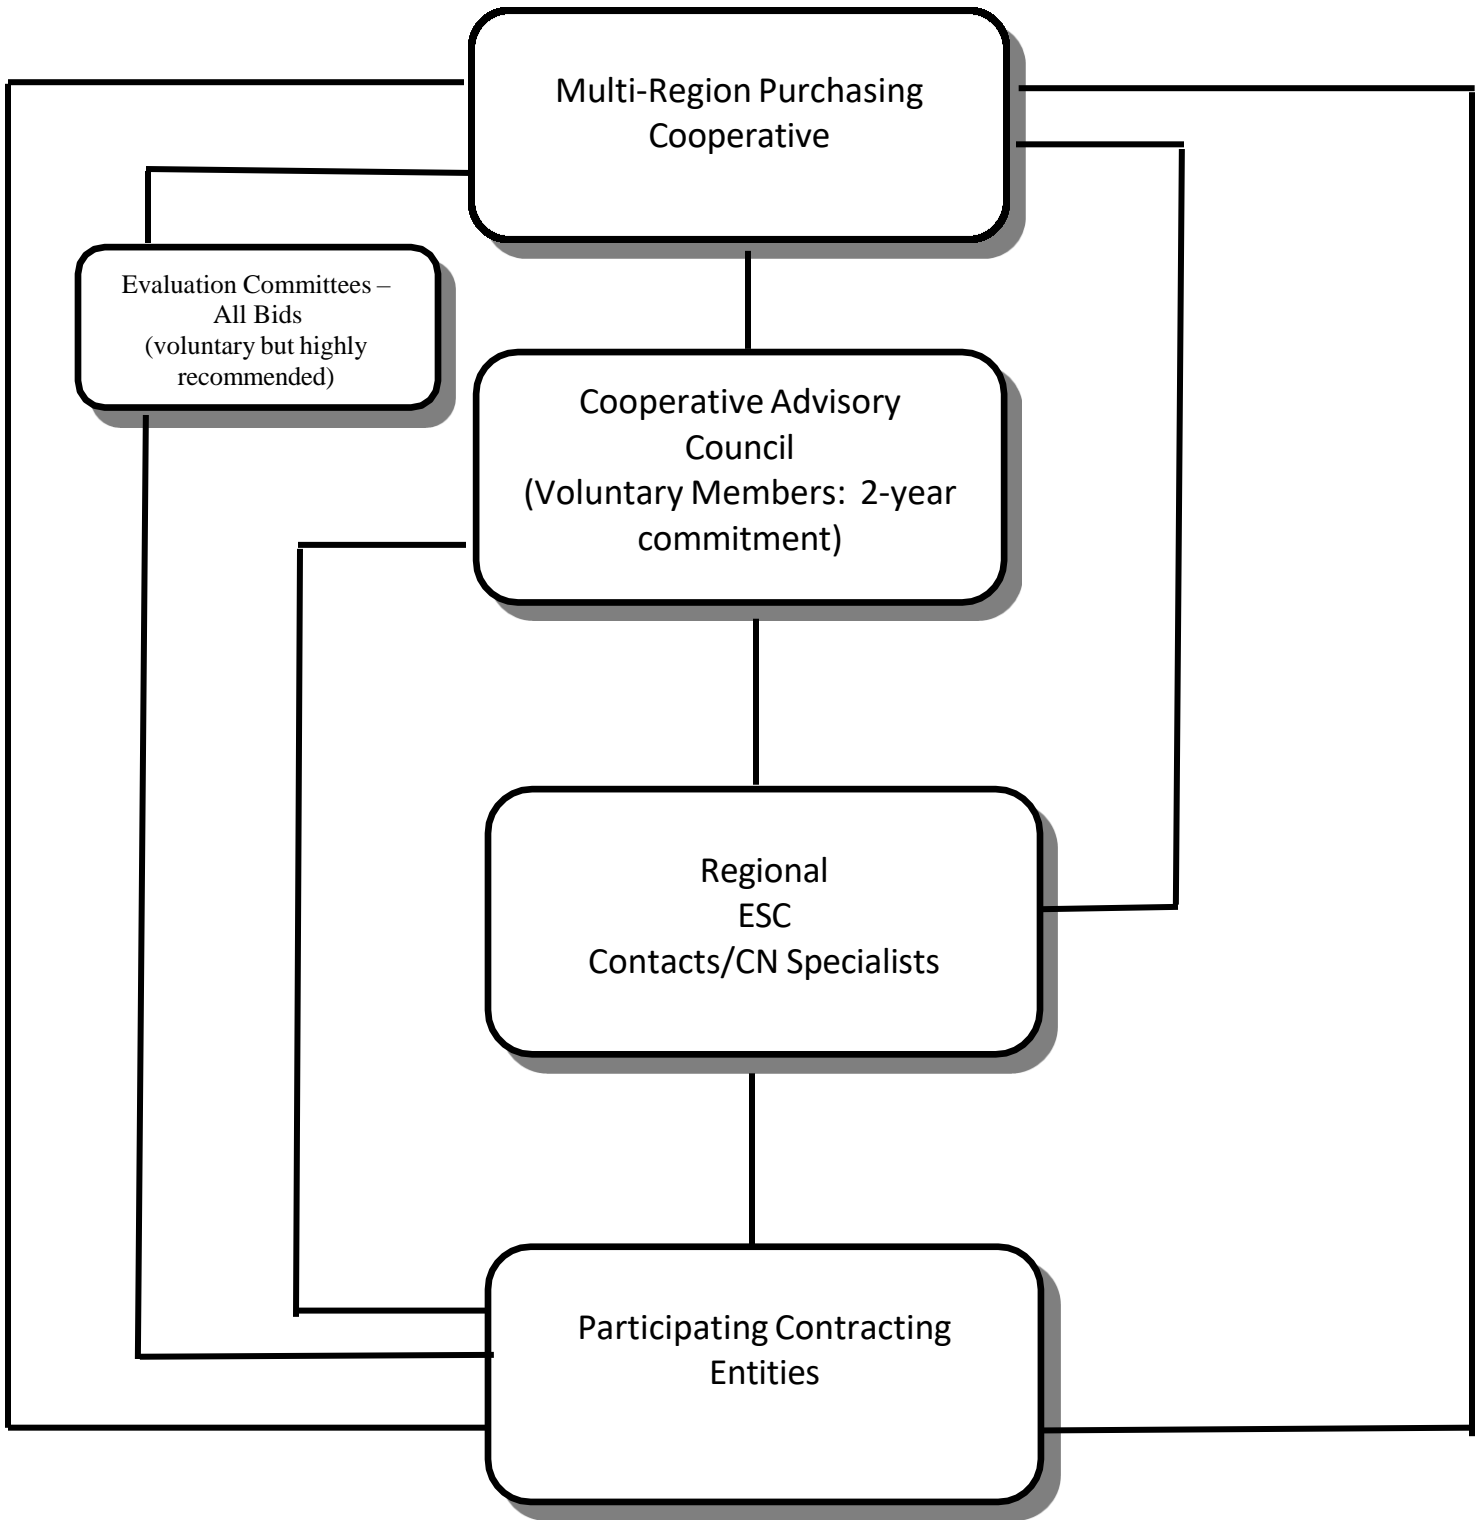 Multi-Region Purchasing
Cooperative
Evaluation Committees –
All Bids
(voluntary but highly
recommended)
Cooperative Advisory
Council
(Voluntary Members:  2-year
commitment)
Regional
ESC
Contacts/CN Specialists
Participating Contracting
Entities